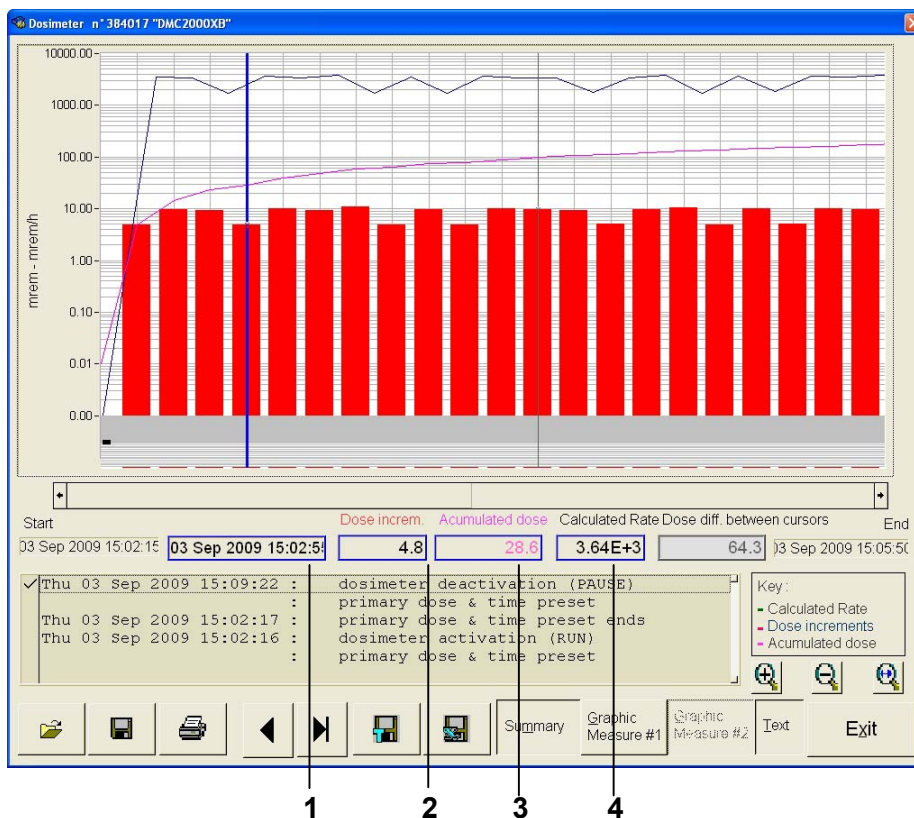 Dosimeter n°384017 "DMC2000XB"
10000.00
1000.00
100.00
10.00
1.00
0.10
0.01
0.00
mrem - mrem/h
Start Dose increm. Acumulated dose Calculated Rate Dose diff. between cursors End
03 Sep 2009 15:02:15 03 Sep 2009 15:02:5 4.8 28.6 3.64E+3 64.3 03 Sep 2009 15:05:50
Thu 03 Sep 2009 15:09:22 : dosimeter deactivation (PAUSE)
: primary dose & time preset
Thu 03 Sep 2009 15:02:17 : primary dose & time preset ends
Thu 03 Sep 2009 15:02:16 : dosimeter activation (RUN)
: primary dose & time preset
Key:
- Calculated Rate
- Dose increments
- Acumulated dose
Summary
Graphic
Measure #1
Graphic
Measure #2
Text
Exit
1 2 3 4